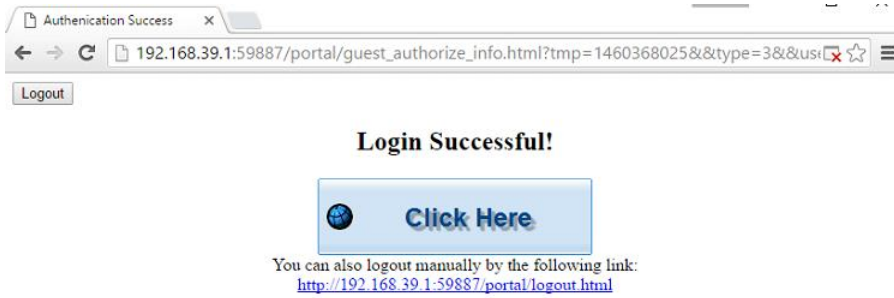 Authenication Success
192.168.39.1:59887/portal/guest_authorize_info.html?tmp=1460368025&&type=3&&use
Logout
Login Successful!
Click Here
You can also logout manually by the following link:
http://192.168.39.1:59887/portal/logout.html